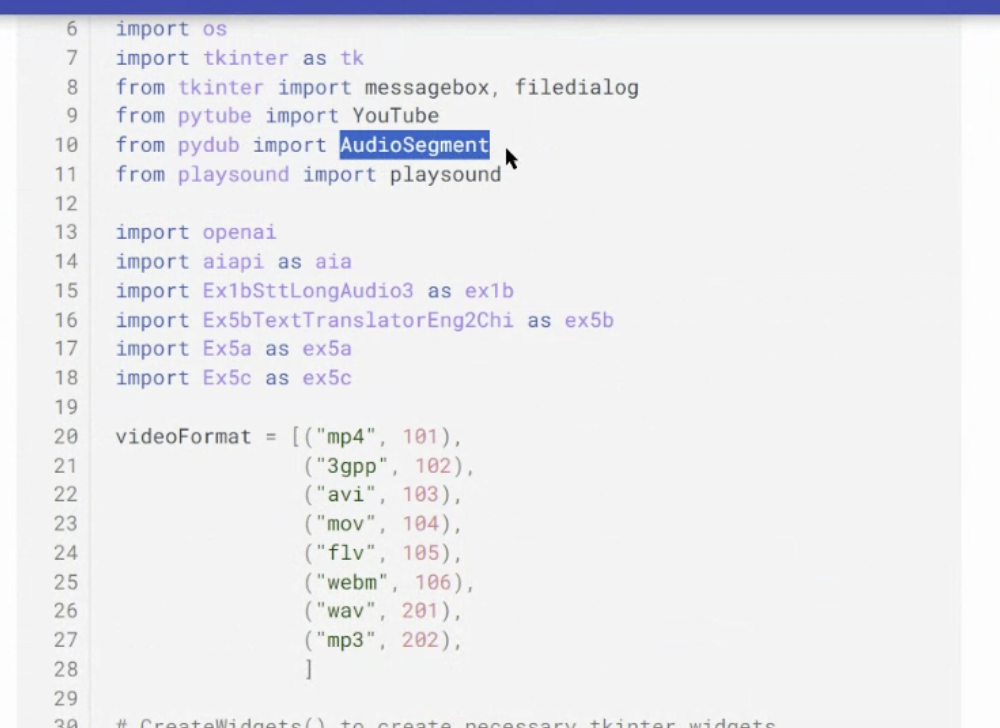 6 import os
7 import tkinter as tk
8 from tkinter import messagebox, filedialog
9 from pytube import YouTube
10 from pydub import AudioSegment
11 from playsound import playsound
12
13 import openai
14 import aiapi as aia
15 import Ex1bSttLongAudio3 as ex1b
16 import Ex5bTextTranslatorEng2Chi as ex5b
17 import Ex5a as ex5a
18 import Ex5c as ex5c
19
20 videoFormat = [("mp4", 101),
21 ("3gpp", 102),
22 ("avi", 103),
23 ("mov", 104),
24 ("flv", 105),
25 ("webm", 106),
26 ("wav", 201),
27 ("mp3", 202),
28 ]
29
30 # CreateWidgets() to create necessary tkinter widgets